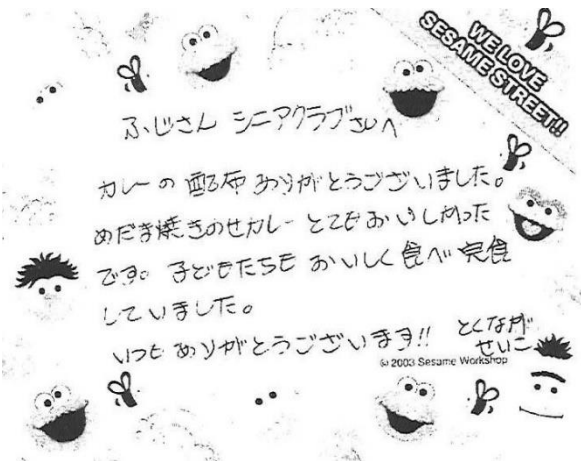 WE LOVE
SESAME STREET!!
ふじさん シニアクラブさんへ
カレーの 配布 ありがとうございました。
めだま焼きのせカレー とてもおいしかった
です。子どもたちも おいしく食べ 完食
していました。
いつも ありがとうございます!!
とくなが
せいこ
© 2003 Sesame Workshop